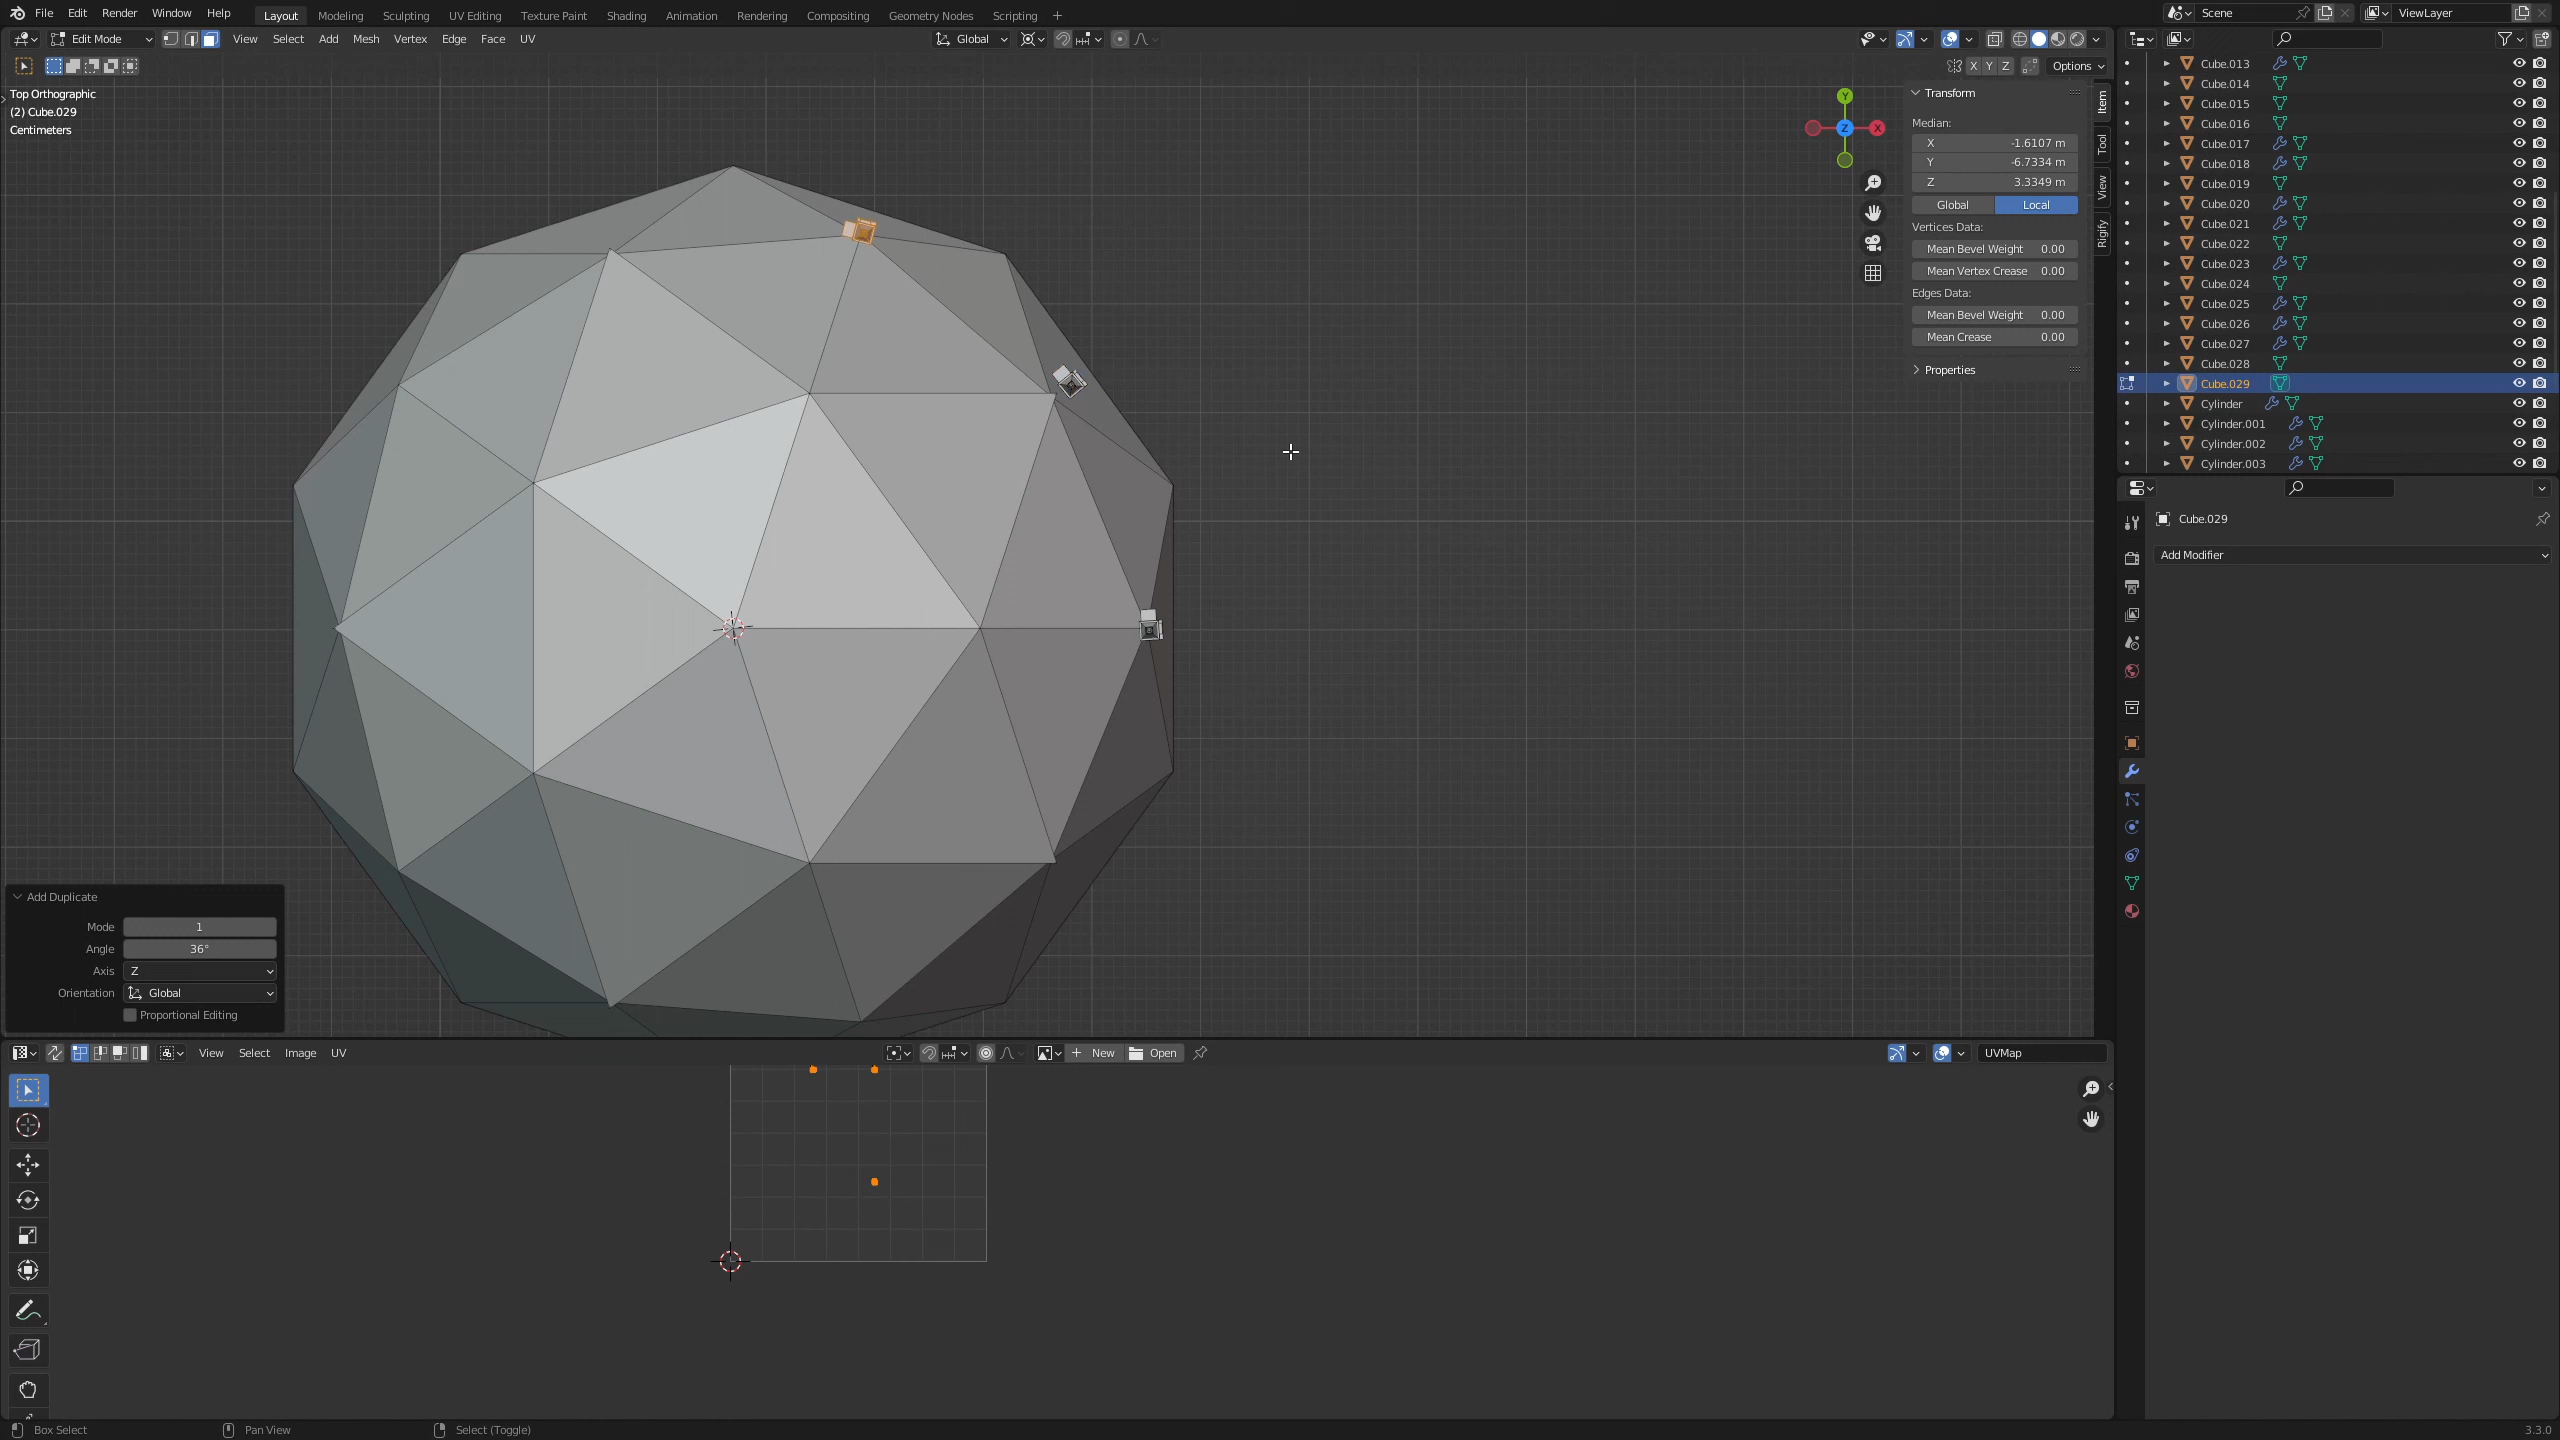 File Edit Render Window Help Layout Modeling Sculpting UV Editing Texture Paint Shading Animation Rendering Compositing Geometry Nodes Scripting + Scene ViewLayer
Edit Mode View Select Add Mesh Vertex Edge Face UV Global
X Y Z Options
Top Orthographic
(2) Cube.029
Centimeters
Y
Z
X
Transform
Median:
X -1.6107 m
Y -6.7334 m
Z 3.3349 m
Global Local
Vertices Data:
Mean Bevel Weight 0.00
Mean Vertex Crease 0.00
Edges Data:
Mean Bevel Weight 0.00
Mean Crease 0.00
Properties
Item
Tool
View
Rigify
Cube.013
Cube.014
Cube.015
Cube.016
Cube.017
Cube.018
Cube.019
Cube.020
Cube.021
Cube.022
Cube.023
Cube.024
Cube.025
Cube.026
Cube.027
Cube.028
Cube.029
Cylinder
Cylinder.001
Cylinder.002
Cylinder.003
Cube.029
Add Modifier
Add Duplicate
Mode 1
Angle 36°
Axis Z
Orientation Global
Proportional Editing
View Select Image UV + New Open UVMap
Box Select Pan View Select (Toggle) 3.3.0